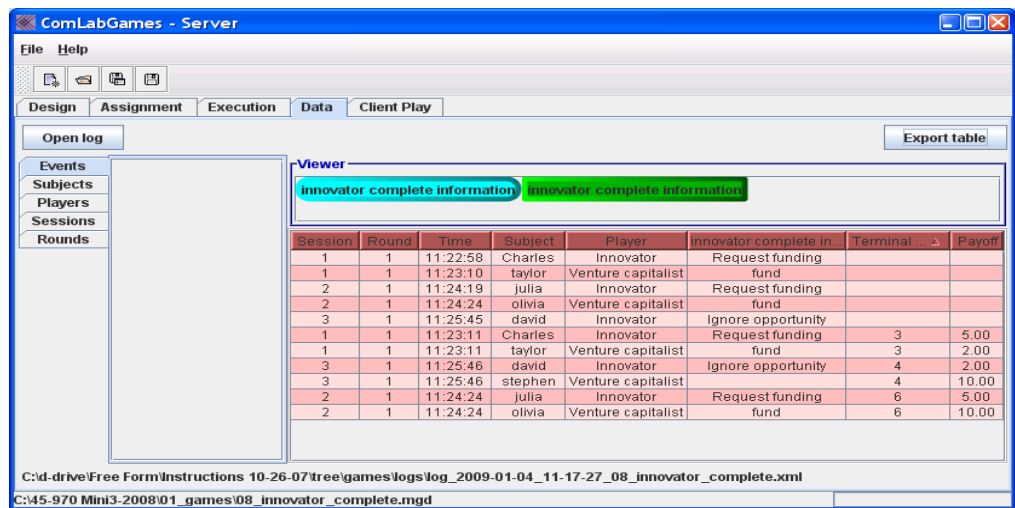 ComLabGames - Server
File Help
Design Assignment Execution Data Client Play
Open log Export table
Events
Subjects
Players
Sessions
Rounds
Viewer
innovator complete information innovator complete information
Session Round Time Subject Player innovator complete in... Terminal ... Payoff
1 1 11:22:58 Charles Innovator Request funding
1 1 11:23:10 taylor Venture capitalist fund
2 1 11:24:19 julia Innovator Request funding
2 1 11:24:24 olivia Venture capitalist fund
3 1 11:25:45 david Innovator Ignore opportunity
1 1 11:23:11 Charles Innovator Request funding 3 5.00
1 1 11:23:11 taylor Venture capitalist fund 3 2.00
3 1 11:25:46 david Innovator Ignore opportunity 4 2.00
3 1 11:25:46 stephen Venture capitalist 4 10.00
2 1 11:24:24 julia Innovator Request funding 6 5.00
2 1 11:24:24 olivia Venture capitalist fund 6 10.00
C:\d-drive\Free Form\Instructions 10-26-07\tree\games\logs\log_2009-01-04_11-17-27_08_innovator_complete.xml
C:\45-970 Mini3-2008\01_games\08_innovator_complete.mgd